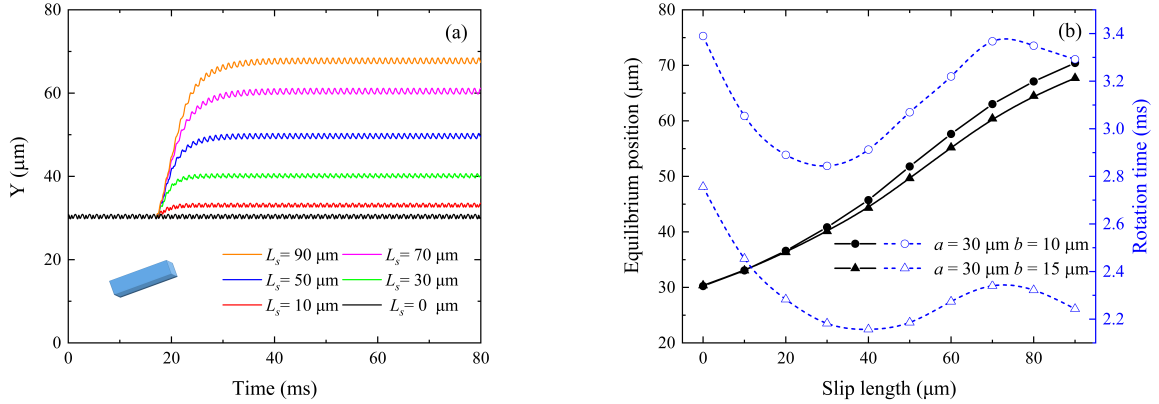 (a)
80
60
40
20
0
Y (μm)
L_s= 90 μm L_s= 70 μm
L_s= 50 μm L_s= 30 μm
L_s= 10 μm L_s= 0 μm
0 20 40 60 80
Time (ms)
(b)
80
70
60
50
40
30
20
Equilibrium position (μm)
3.4
3.2
3.0
2.8
2.6
2.4
2.2
Rotation time (ms)
a = 30 μm b = 10 μm
a = 30 μm b = 15 μm
0 20 40 60 80
Slip length (μm)